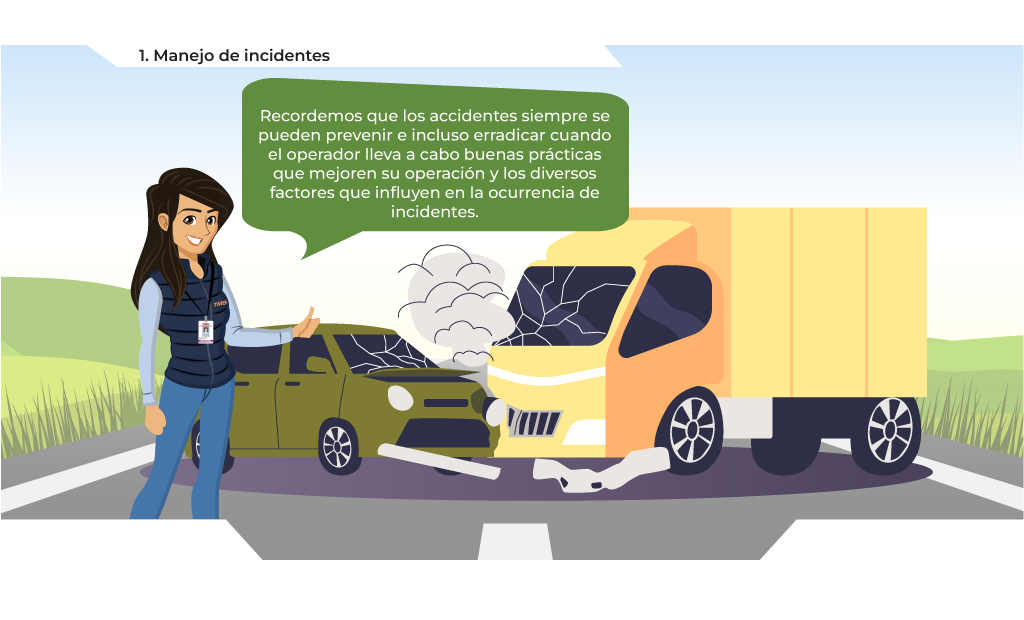 1. Manejo de incidentes
Recordemos que los accidentes siempre se
pueden prevenir e incluso erradicar cuando
el operador lleva a cabo buenas prácticas
que mejoren su operación y los diversos
factores que influyen en la ocurrencia de
incidentes.